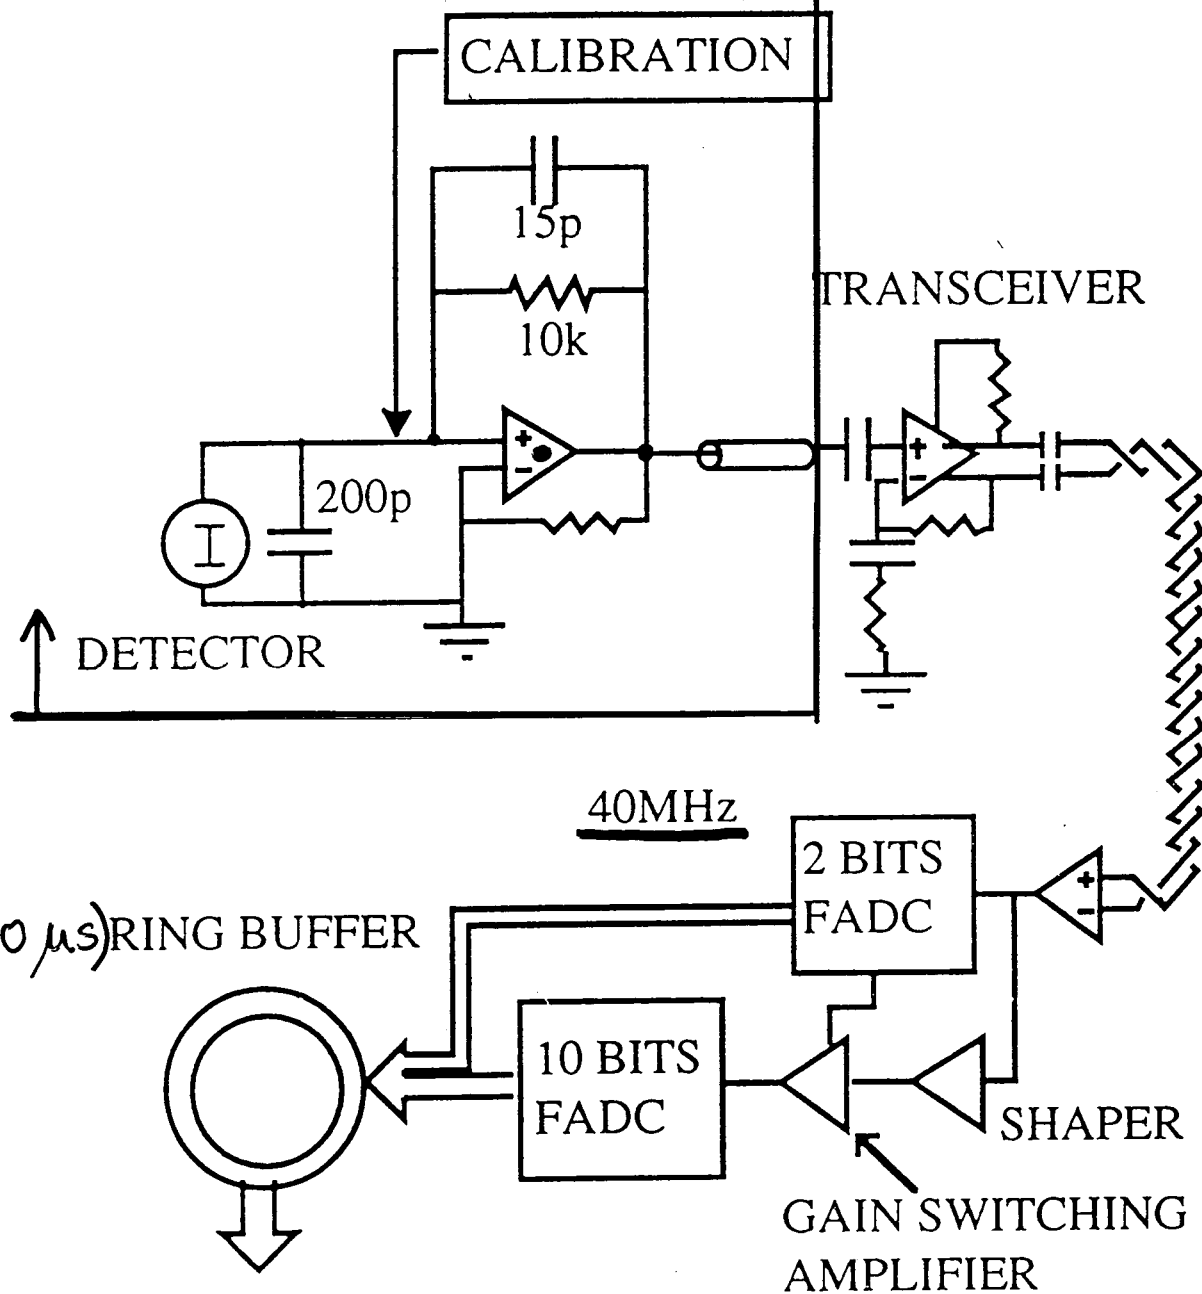 CALIBRATION
15p
TRANSCEIVER
10k
+
-
+
-
200p
I
DETECTOR
40MHz
2 BITS
FADC
+
-
0 μs) RING BUFFER
10 BITS
FADC
SHAPER
GAIN SWITCHING
AMPLIFIER